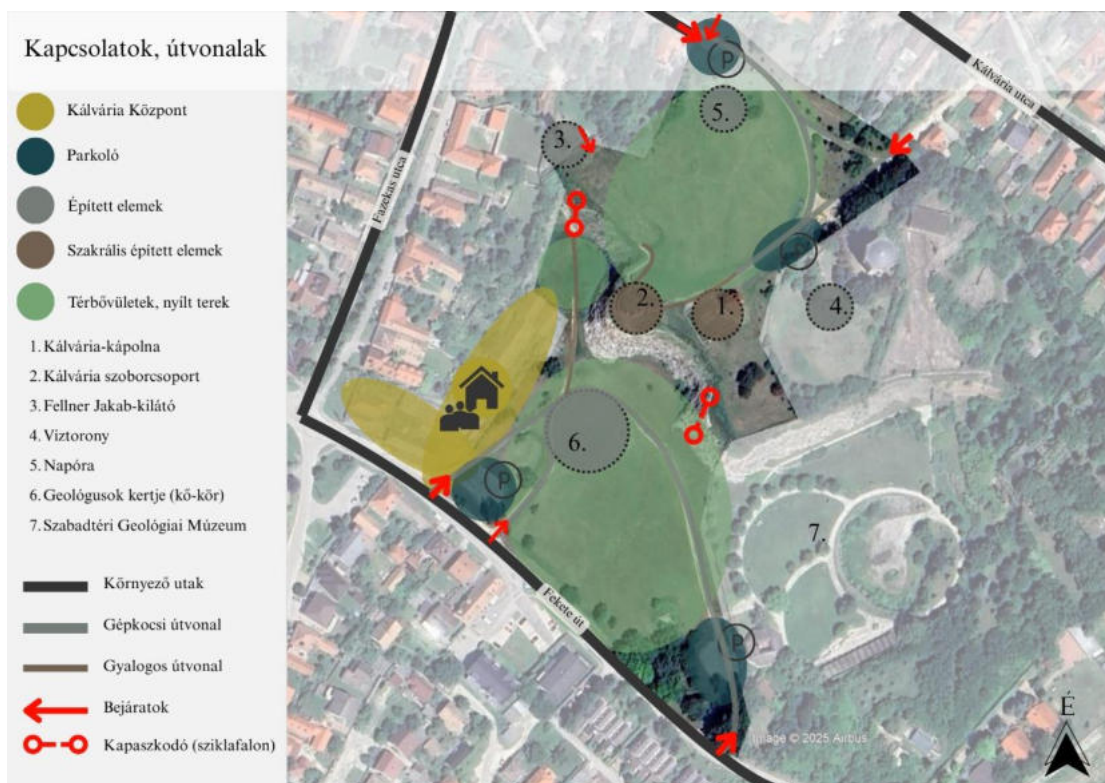 Kapcsolatok, útvonalak
Kálvária Központ
Parkoló
Épített elemek
Szakrális épített elemek
Térbővületek, nyílt terek
1. Kálvária-kápolna
2. Kálvária szoborcsoport
3. Fellner Jakab-kilátó
4. Viztorony
5. Napóra
6. Geológusok kertje (kő-kör)
7. Szabadtéri Geológiai Múzeum
Környező utak
Gépkocsi útvonal
Gyalogos útvonal
Bejáratok
Kapaszkodó (sziklafalon)
P
Kálvária utca
5.
3.
Fazekas utca
P
2.
1.
4.
6.
P
7.
Fekete út
P
É
Image © 2025 Airbus